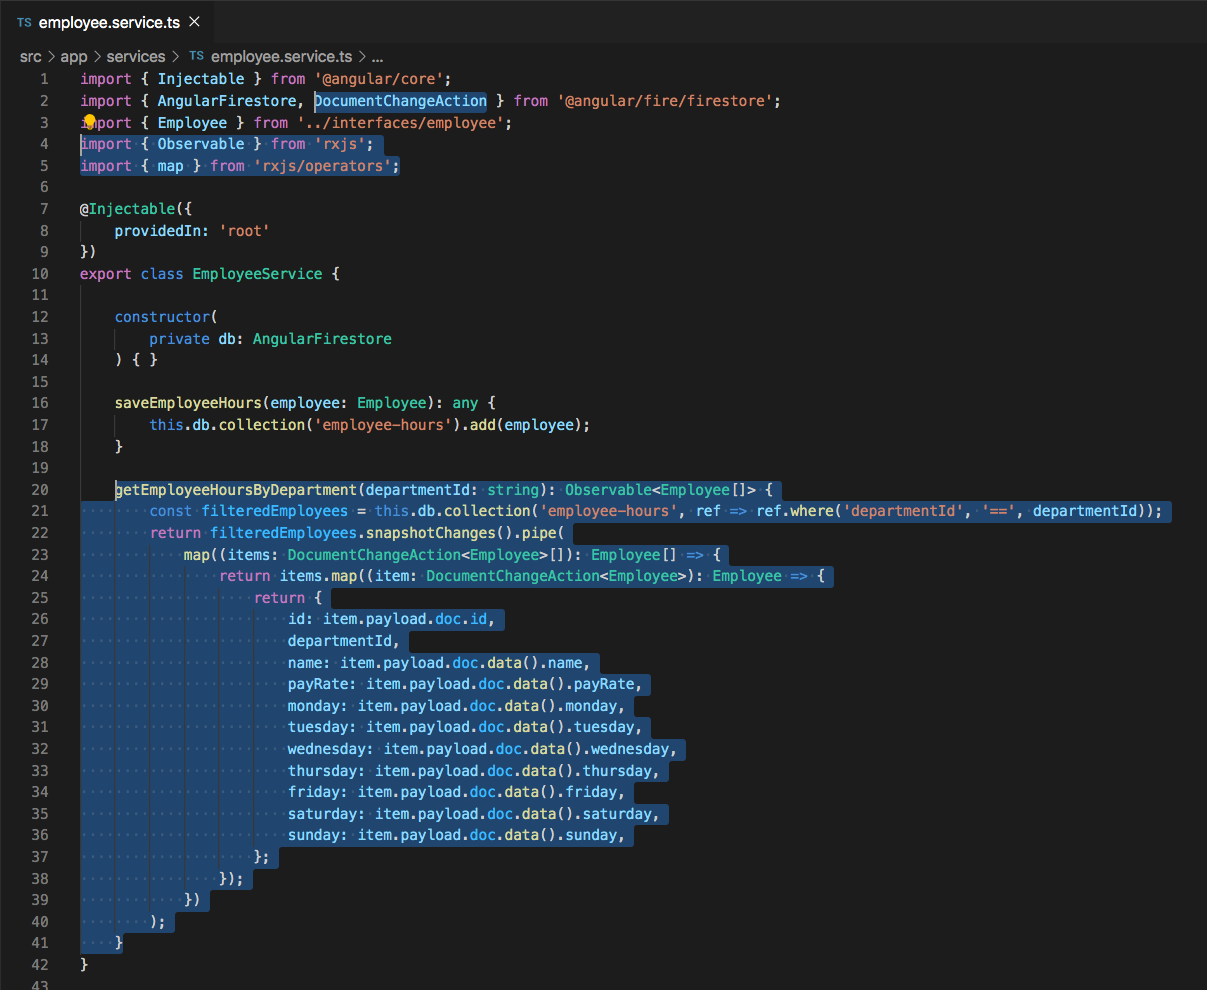 TS employee.service.ts ×
src > app > services > TS employee.service.ts > ...
1 import { Injectable } from '@angular/core';
2 import { AngularFirestore, DocumentChangeAction } from '@angular/fire/firestore';
3 import { Employee } from '../interfaces/employee';
4 import { Observable } from 'rxjs';
5 import { map } from 'rxjs/operators';
6
7 @Injectable({
8 providedIn: 'root'
9 })
10 export class EmployeeService {
11
12 constructor(
13 private db: AngularFirestore
14 ) { }
15
16 saveEmployeeHours(employee: Employee): any {
17 this.db.collection('employee-hours').add(employee);
18 }
19
20 getEmployeeHoursByDepartment(departmentId: string): Observable<Employee[]> {
21 const filteredEmployees = this.db.collection('employee-hours', ref => ref.where('departmentId', '==', departmentId));
22 return filteredEmployees.snapshotChanges().pipe(
23 map((items: DocumentChangeAction<Employee>[]): Employee[] => {
24 return items.map((item: DocumentChangeAction<Employee>): Employee => {
25 return {
26 id: item.payload.doc.id,
27 departmentId,
28 name: item.payload.doc.data().name,
29 payRate: item.payload.doc.data().payRate,
30 monday: item.payload.doc.data().monday,
31 tuesday: item.payload.doc.data().tuesday,
32 wednesday: item.payload.doc.data().wednesday,
33 thursday: item.payload.doc.data().thursday,
34 friday: item.payload.doc.data().friday,
35 saturday: item.payload.doc.data().saturday,
36 sunday: item.payload.doc.data().sunday,
37 };
38 });
39 })
40 );
41 }
42 }
43